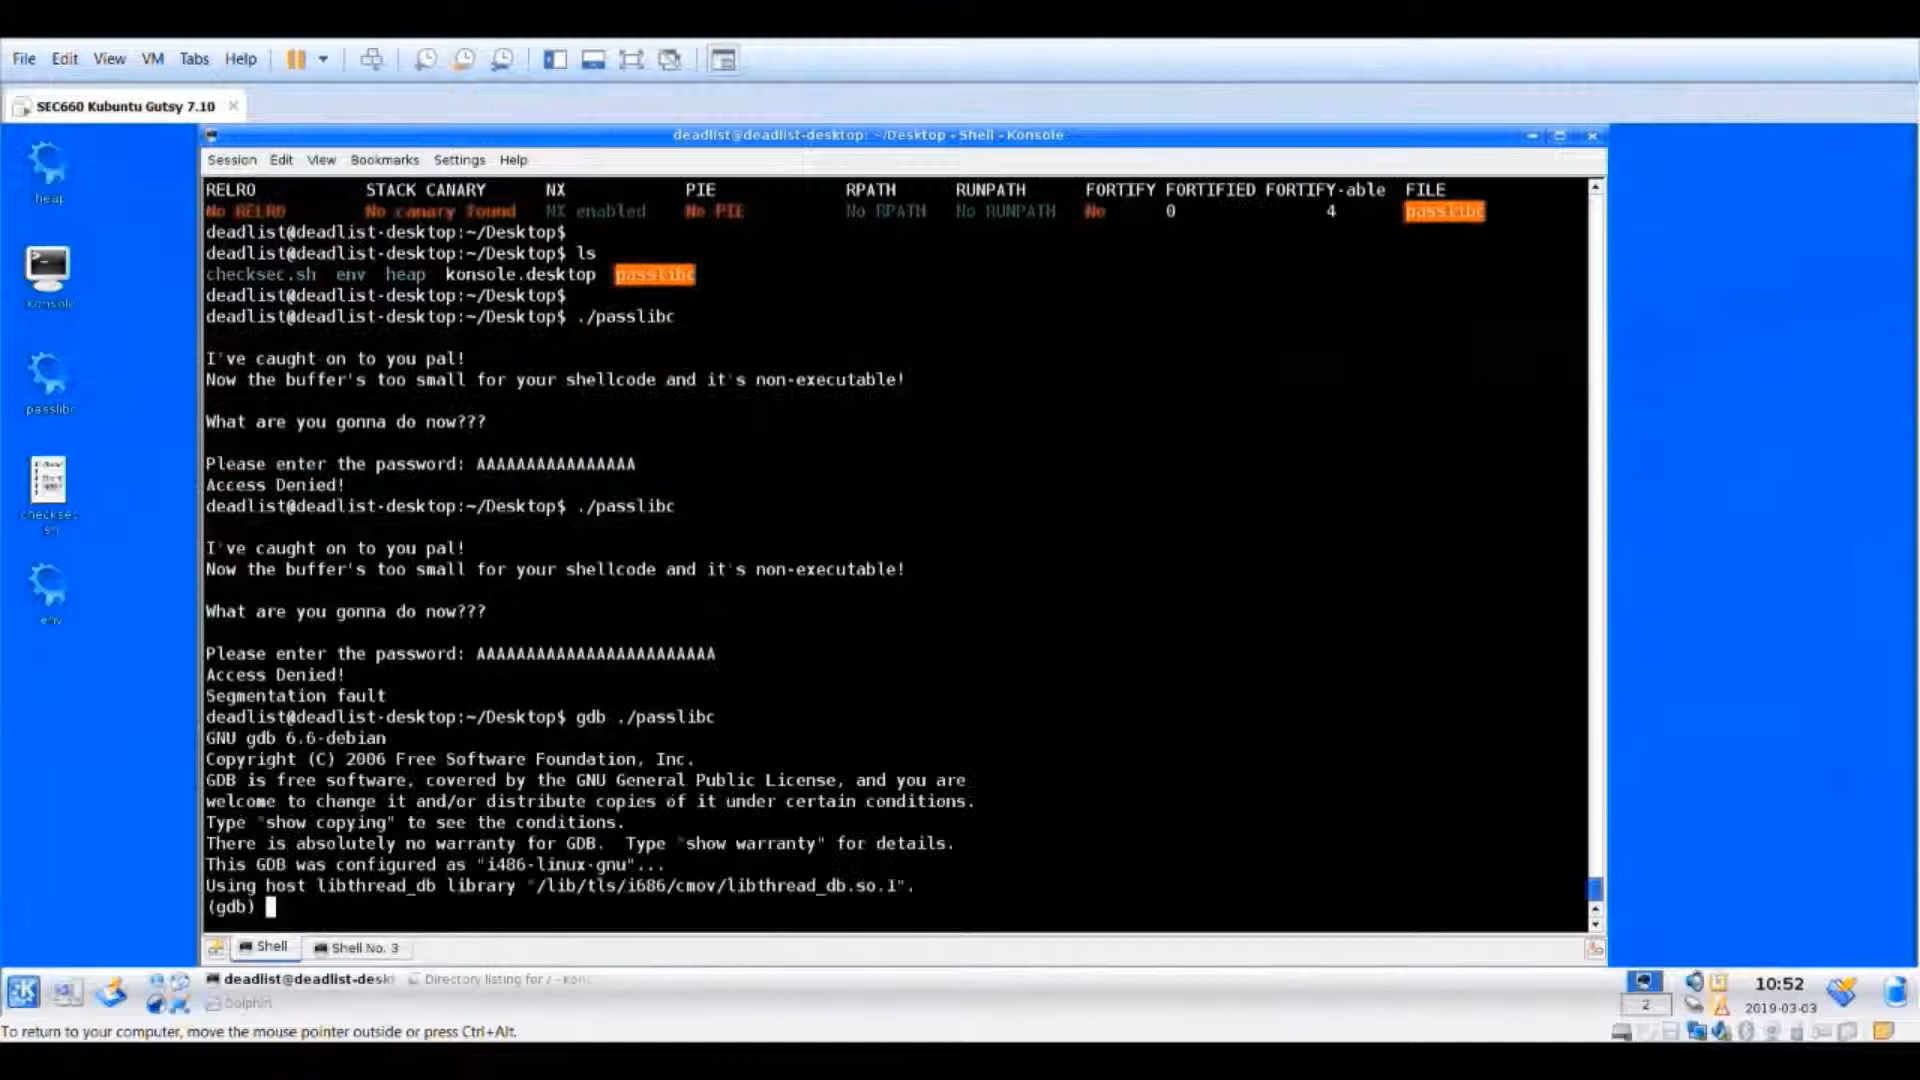 File Edit View VM Tabs Help
SEC660 Kubuntu Gutsy 7.10
deadlist@deadlist-desktop: ~/Desktop - Shell - Konsole
Session Edit View Bookmarks Settings Help
RELRO STACK CANARY NX PIE RPATH RUNPATH FORTIFY FORTIFIED FORTIFY-able FILE
No RELRO No canary found NX enabled No PIE No RPATH No RUNPATH No 0 4 passlibc
deadlist@deadlist-desktop:~/Desktop$
deadlist@deadlist-desktop:~/Desktop$ ls
checksec.sh env heap konsole.desktop passlibc
deadlist@deadlist-desktop:~/Desktop$
deadlist@deadlist-desktop:~/Desktop$ ./passlibc
I've caught on to you pal!
Now the buffer's too small for your shellcode and it's non-executable!
What are you gonna do now???
Please enter the password: AAAAAAAAAAAAAAAA
Access Denied!
deadlist@deadlist-desktop:~/Desktop$ ./passlibc
I've caught on to you pal!
Now the buffer's too small for your shellcode and it's non-executable!
What are you gonna do now???
Please enter the password: AAAAAAAAAAAAAAAAAAAAAAAA
Access Denied!
Segmentation fault
deadlist@deadlist-desktop:~/Desktop$ gdb ./passlibc
GNU gdb 6.6-debian
Copyright (C) 2006 Free Software Foundation, Inc.
GDB is free software, covered by the GNU General Public License, and you are
welcome to change it and/or distribute copies of it under certain conditions.
Type "show copying" to see the conditions.
There is absolutely no warranty for GDB.  Type "show warranty" for details.
This GDB was configured as "i486-linux-gnu"...
Using host libthread_db library "/lib/tls/i686/cmov/libthread_db.so.1".
(gdb)
heap
Konsole
passlibc
checksec.
sh
env
Shell Shell No. 3
deadlist@deadlist-deskt Directory listing for / - Kon
Dolphin
2
10:52
2019-03-03
To return to your computer, move the mouse pointer outside or press Ctrl+Alt.